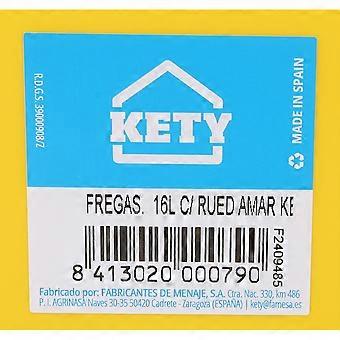 R.D.G.S 39000908/Z
KETY
MADE IN SPAIN
FREGAS. 16L C/ RUED AMAR KE
F2409485
8 413020 000790
Fabricado por: FABRICANTES DE MENAJE, S.A. Ctra. Nac. 330, km 486
P. I. AGRINASA Naves 30-35 50420 Cadrete - Zaragoza (ESPAÑA) | kety@famesa.es